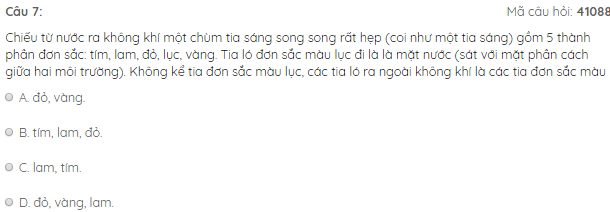 Câu 7: Mã câu hỏi: 41088
Chiếu từ nước ra không khí một chùm tia sáng song song rất hẹp (coi như một tia sáng) gồm 5 thành
phần đơn sắc: tím, lam, đỏ, lục, vàng. Tia ló đơn sắc màu lục đi là là mặt nước (sát với mặt phân cách
giữa hai môi trường). Không kể tia đơn sắc màu lục, các tia ló ra ngoài không khí là các tia đơn sắc màu
A. đỏ, vàng.
B. tím, lam, đỏ.
C. lam, tím.
D. đỏ, vàng, lam.